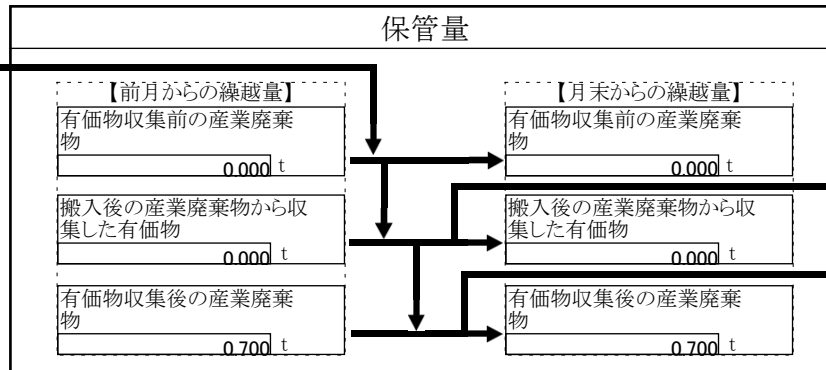 保管量
【前月からの繰越量】
有価物収集前の産業廃棄
物
0.000 t
搬入後の産業廃棄物から収
集した有価物
0.000 t
有価物収集後の産業廃棄
物
0.700 t
【月末からの繰越量】
有価物収集前の産業廃棄
物
0.000 t
搬入後の産業廃棄物から収
集した有価物
0.000 t
有価物収集後の産業廃棄
物
0.700 t